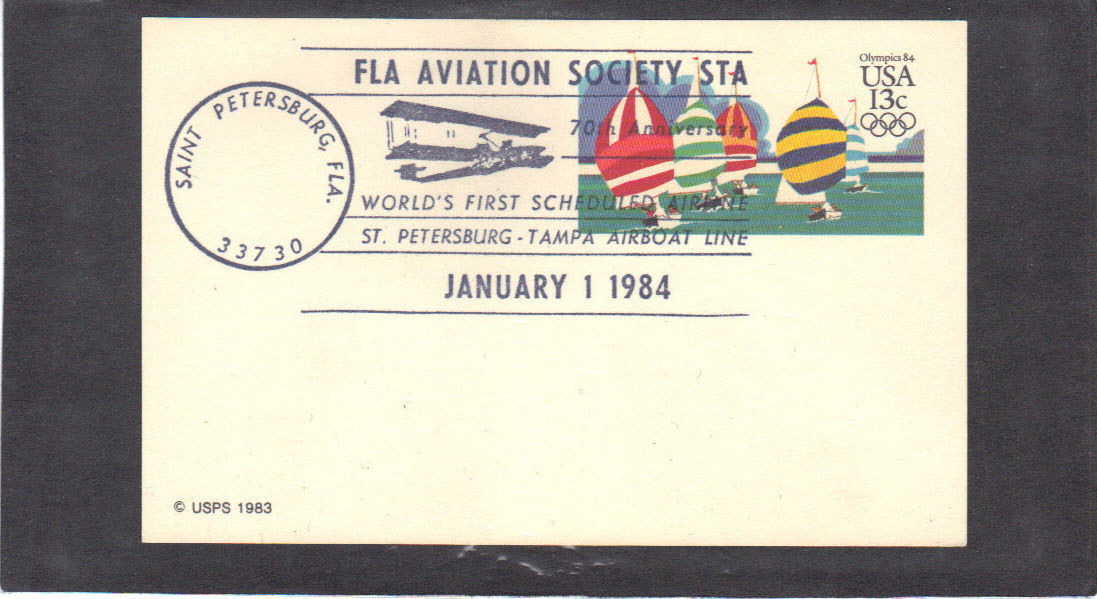 FLA AVIATION SOCIETY STA
Olympics 84
USA
13c
SAINT PETERSBURG, FLA.
33730
70th Anniversary
WORLD'S FIRST SCHEDULED AIRLINE
ST. PETERSBURG - TAMPA AIRBOAT LINE
JANUARY 1 1984
© USPS 1983